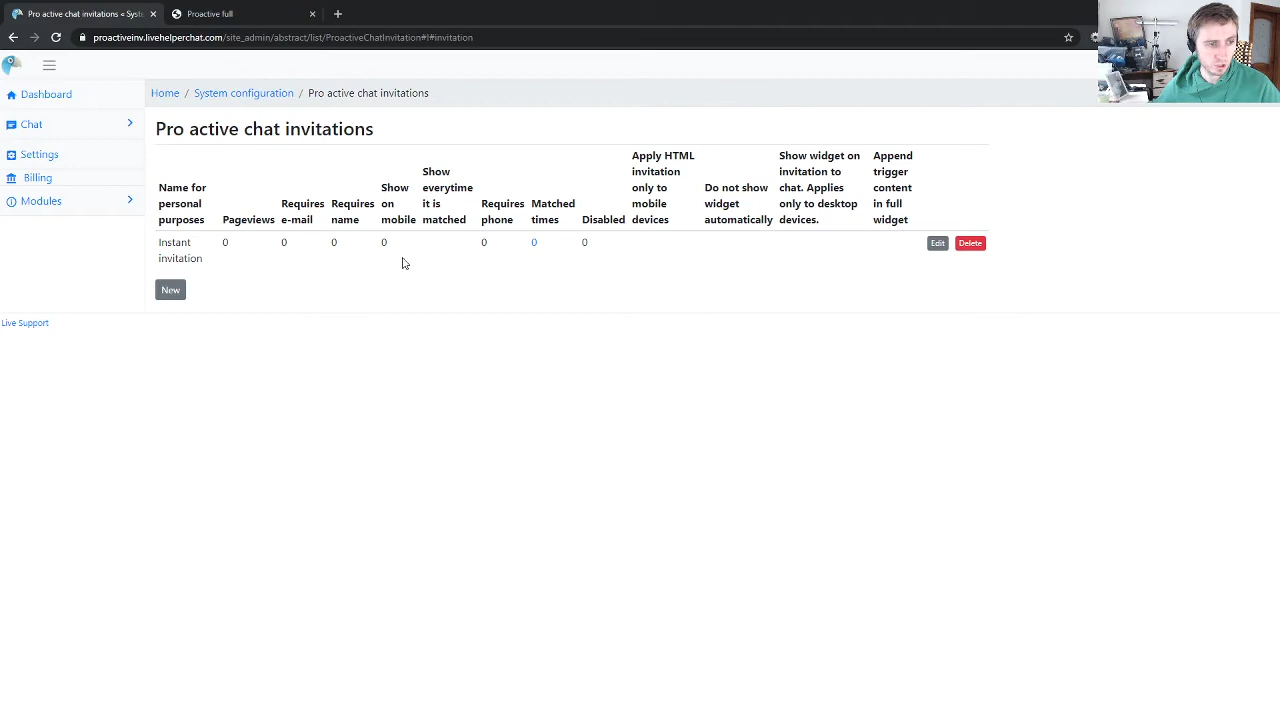 Pro active chat invitations « Syste
Proactive full
proactiveinv.livehelperchat.com/site_admin/abstract/list/ProactiveChatInvitation#!#invitation
Dashboard
Chat
Settings
Billing
Modules
Home / System configuration / Pro active chat invitations
Pro active chat invitations
Name for personal purposes
Pageviews
Requires e-mail
Requires name
Show on mobile
Show everytime it is matched
Requires phone
Matched times
Disabled
Apply HTML invitation only to mobile devices
Do not show widget automatically
Show widget on invitation to chat. Applies only to desktop devices.
Append trigger content in full widget
Instant invitation 0 0 0 0 0 0 0 Edit Delete
New
Live Support